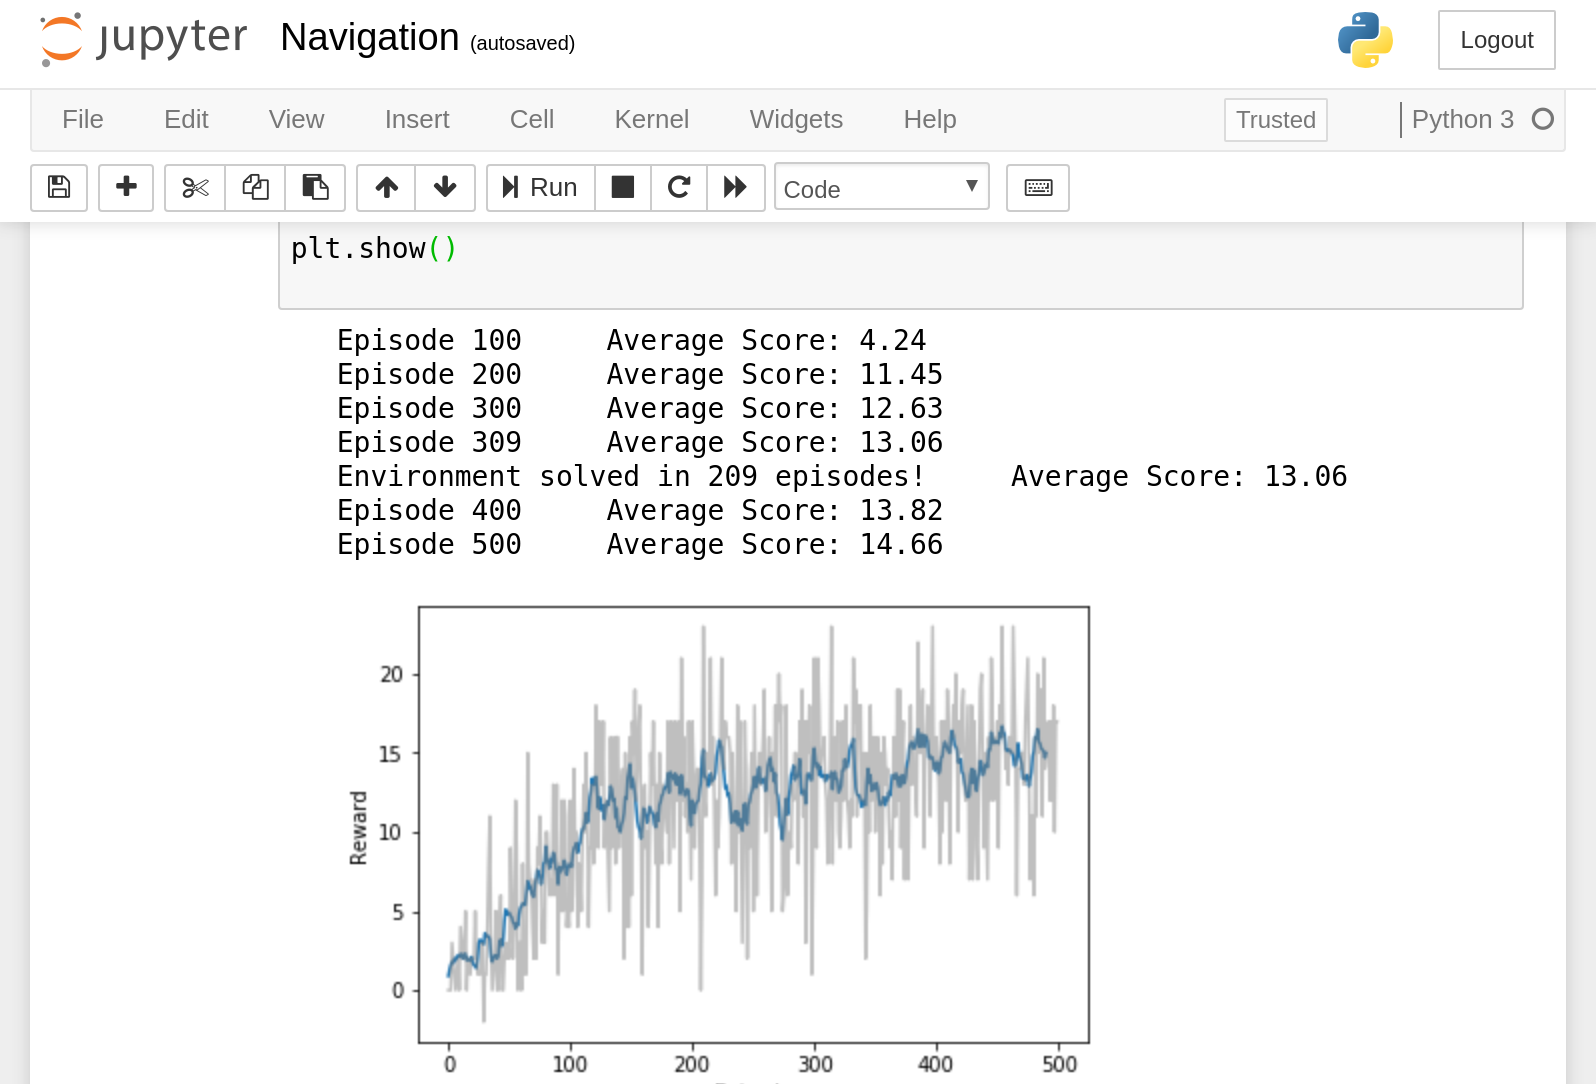 jupyter Navigation (autosaved) Logout
File Edit View Insert Cell Kernel Widgets Help Trusted Python 3
Run Code
plt.show()
Episode 100 Average Score: 4.24
Episode 200 Average Score: 11.45
Episode 300 Average Score: 12.63
Episode 309 Average Score: 13.06
Environment solved in 209 episodes! Average Score: 13.06
Episode 400 Average Score: 13.82
Episode 500 Average Score: 14.66
20
15
10
5
0
Reward
0 100 200 300 400 500